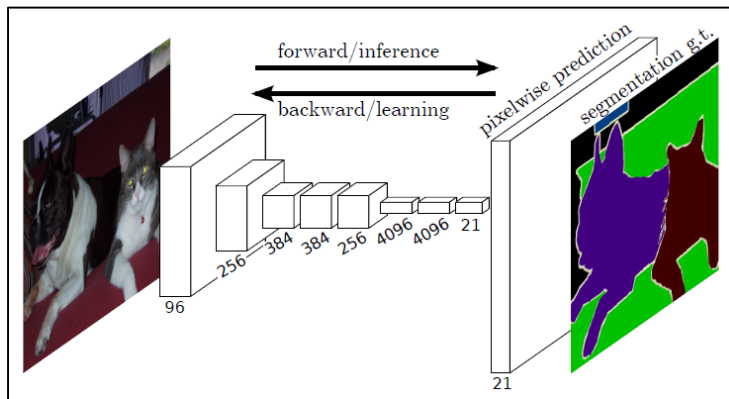 forward/inference
backward/learning
pixelwise prediction
segmentation g.t.
96
256
384
384
256
4096
4096
21
21